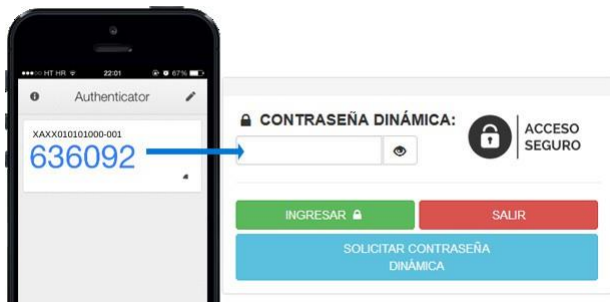 HT HR 22:01 67%
Authenticator
XAXX010101000-001
636092
CONTRASEÑA DINÁMICA:
ACCESO
SEGURO
INGRESAR
SALIR
SOLICITAR CONTRASEÑA
DINÁMICA